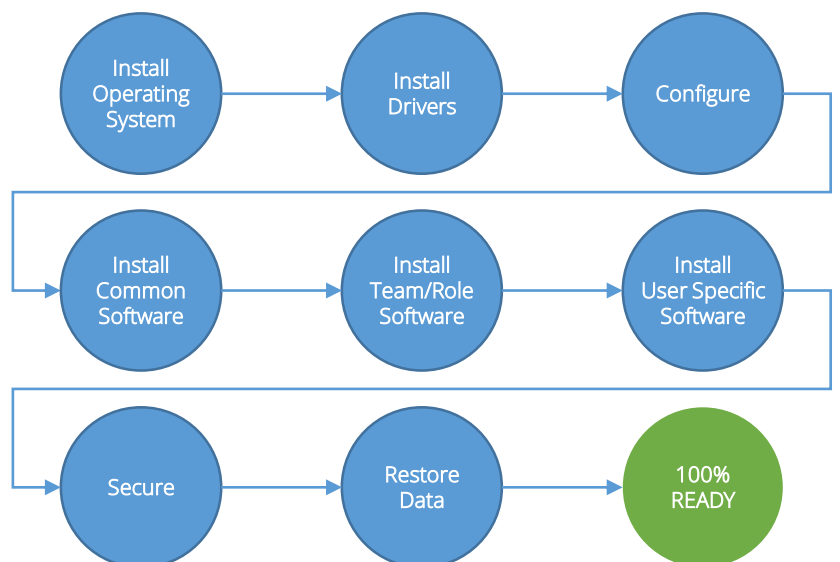 Install
Operating
System
Install
Drivers
Configure
Install
Common
Software
Install
Team/Role
Software
Install
User Specific
Software
Secure
Restore
Data
100%
READY